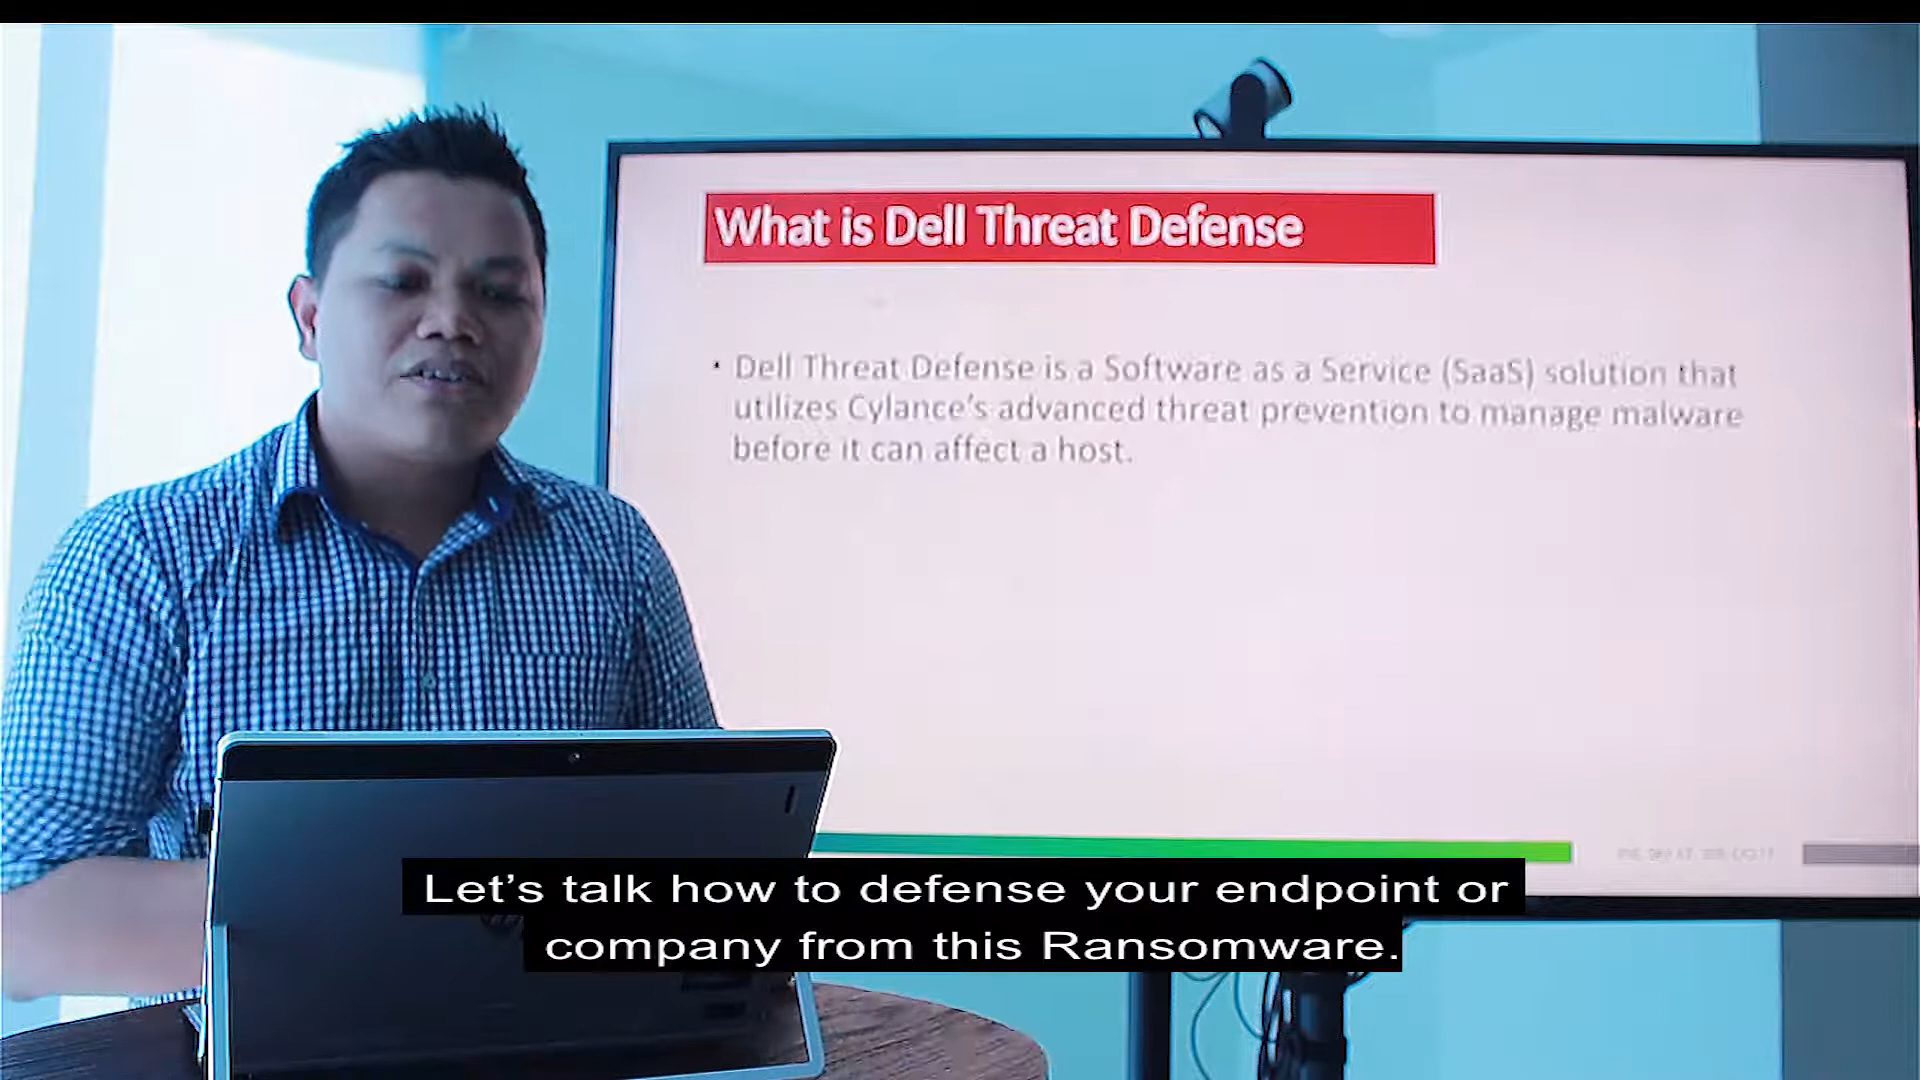 What is Dell Threat Defense
· Dell Threat Defense is a Software as a Service (SaaS) solution that
utilizes Cylance's advanced threat prevention to manage malware
before it can affect a host.
Let’s talk how to defense your endpoint or
company from this Ransomware.